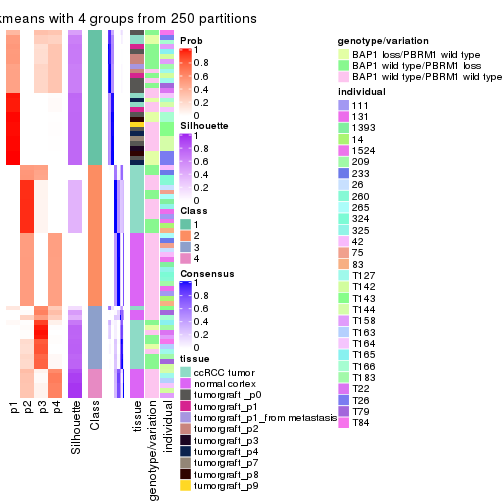 kmeans with 4 groups from 250 partitions
Prob
1
0.8
0.6
0.4
0.2
0
Silhouette
1
0.8
0.6
0.4
0.2
0
Class
1
2
3
4
Consensus
1
0.8
0.6
0.4
0.2
0
tissue
ccRCC tumor
normal cortex
tumorgraft_p0
tumorgraft_p1
tumorgraft_p1_from metastasis
tumorgraft_p2
tumorgraft_p3
tumorgraft_p4
tumorgraft_p7
tumorgraft_p8
tumorgraft_p9
genotype/variation
BAP1 loss/PBRM1 wild type
BAP1 wild type/PBRM1 loss
BAP1 wild type/PBRM1 wild type
individual
111
131
1393
14
1524
209
233
26
260
265
324
325
42
75
83
T127
T142
T143
T144
T158
T163
T164
T165
T166
T183
T22
T26
T79
T84
p1
p2
p3
p4
Silhouette
Class
tissue
genotype/variation
individual